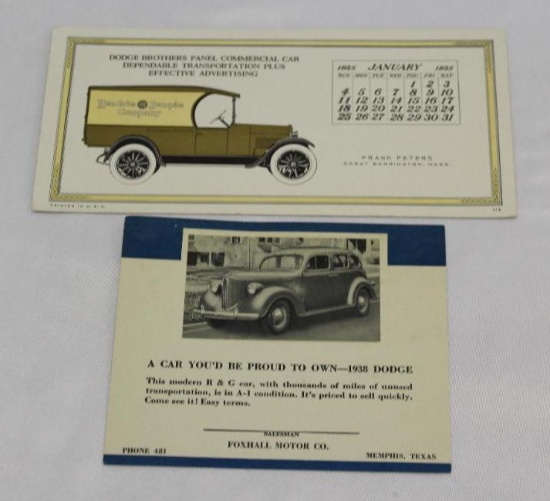 DODGE BROTHERS PANEL COMMERCIAL CAR
DEPENDABLE TRANSPORTATION PLUS
EFFECTIVE ADVERTISING
Company
1925 JANUARY 1925
SUN. MON. TUE. WED. THU. FRI. SAT.
1 2 3
4 5 6 7 8 9 10
11 12 13 14 15 16 17
18 19 20 21 22 23 24
25 26 27 28 29 30 31
FRANK PETERS
GREAT BARRINGTON, MASS.
PRINTED IN U.S.A.
A CAR YOU'D BE PROUD TO OWN—1938 DODGE
This modern R & G car, with thousands of miles of unused
transportation, is in A-1 condition. It's priced to sell quickly.
Come see it! Easy terms.
SALESMAN
FOXHALL MOTOR CO.
PHONE 481
MEMPHIS, TEXAS